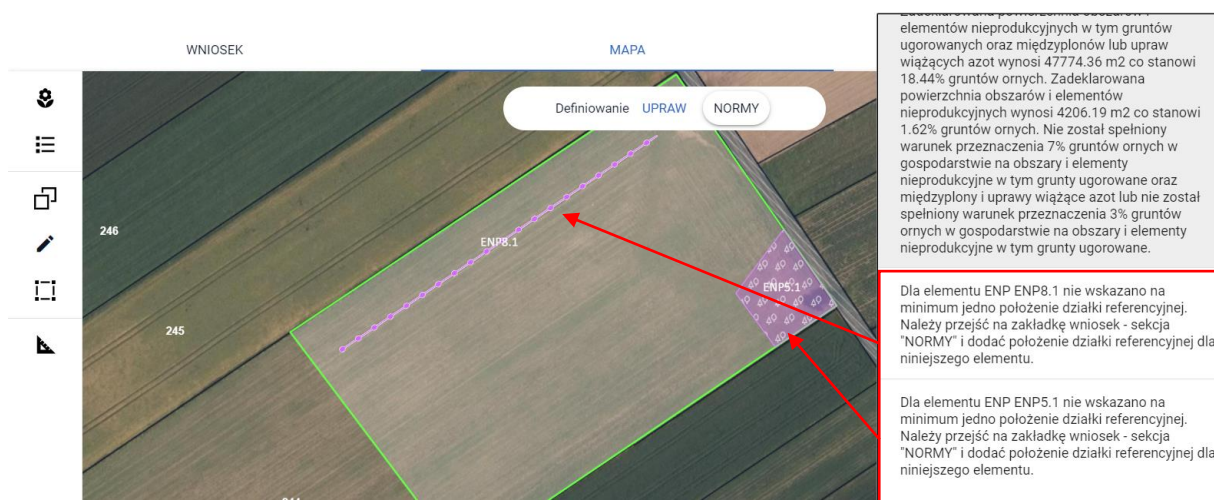 WNIOSEK
MAPA
Definiowanie UPRAW NORMY
246
245
ENP8.1
ENP5.1
elementów nieprodukcyjnych w tym gruntów
ugorowanych oraz międzyplonów lub upraw
wiążących azot wynosi 47774.36 m2 co stanowi
18.44% gruntów ornych. Zadeklarowana
powierzchnia obszarów i elementów
nieprodukcyjnych wynosi 4206.19 m2 co stanowi
1.62% gruntów ornych. Nie został spełniony
warunek przeznaczenia 7% gruntów ornych w
gospodarstwie na obszary i elementy
nieprodukcyjne w tym grunty ugorowane oraz
międzyplony i uprawy wiążące azot lub nie został
spełniony warunek przeznaczenia 3% gruntów
ornych w gospodarstwie na obszary i elementy
nieprodukcyjne w tym grunty ugorowane.
Dla elementu ENP ENP8.1 nie wskazano na
minimum jedno położenie działki referencyjnej.
Należy przejść na zakładkę wniosek - sekcja
"NORMY" i dodać położenie działki referencyjnej dla
niniejszego elementu.
Dla elementu ENP ENP5.1 nie wskazano na
minimum jedno położenie działki referencyjnej.
Należy przejść na zakładkę wniosek - sekcja
"NORMY" i dodać położenie działki referencyjnej dla
niniejszego elementu.